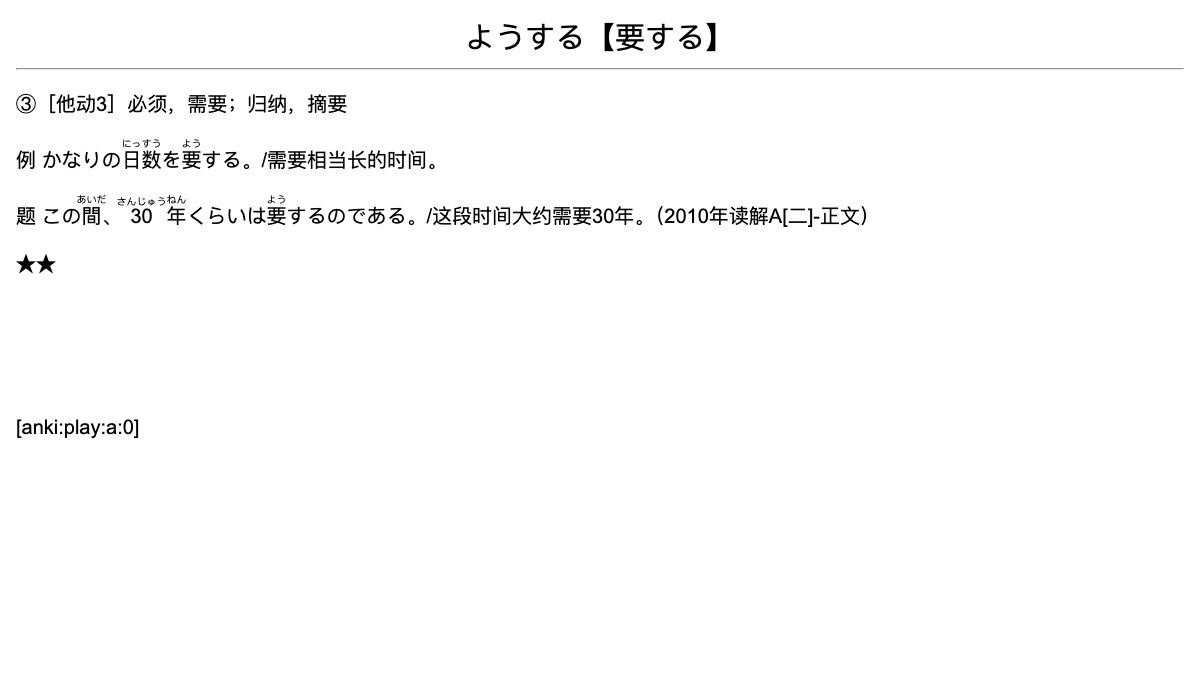 ようする【要する】
③［他动3］必须，需要；归纳，摘要
にっすう よう
例 かなりの日数を要する。/需要相当长的时间。
あいだ さんじゅうねん よう
题 この間、30年くらいは要するのである。/这段时间大约需要30年。（2010年读解A[二]-正文）
★★
[anki:play:a:0]